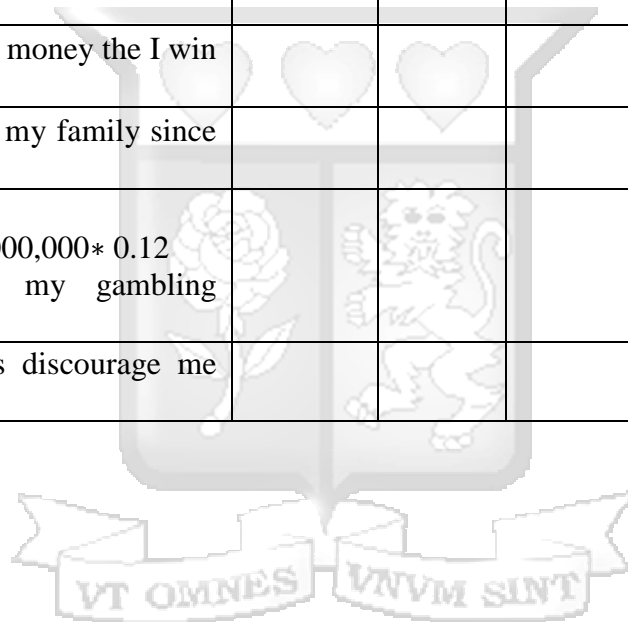 money the I win
my family since
00,000∗ 0.12
my gambling
discourage me
VT OMNES VNVM SINT